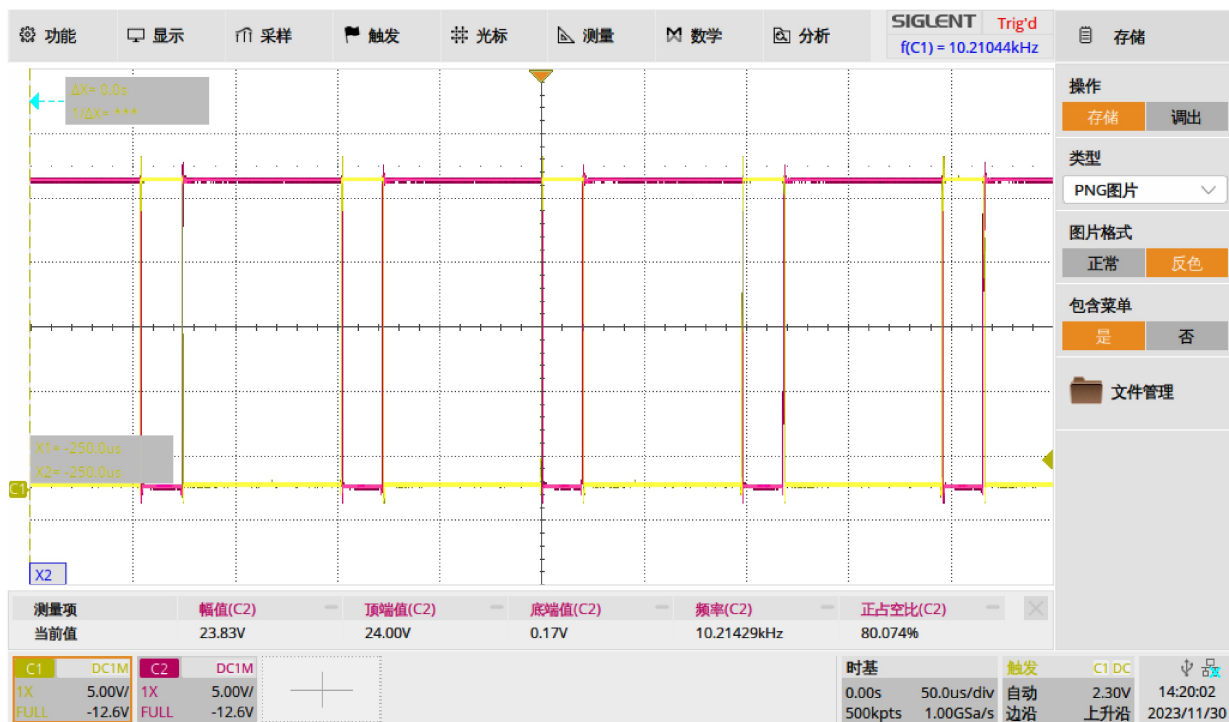 功能 显示 采样 触发 光标 测量 数学 分析 SIGLENT Trig'd
f(C1) = 10.21044kHz
存储
ΔX= 0.0s
1/ΔX= ***
X1= -250.0us
X2= -250.0us
C1
X2
操作
存储 调出
类型
PNG图片
图片格式
正常 反色
包含菜单
是 否
文件管理
测量项 幅值(C2) 顶端值(C2) 底端值(C2) 频率(C2) 正占空比(C2)
当前值 23.83V 24.00V 0.17V 10.21429kHz 80.074%
C1 DC1M C2 DC1M 时基 触发 C1 DC
1X 5.00V/ 1X 5.00V/ 0.00s 50.0us/div 自动 2.30V 14:20:02
FULL -12.6V FULL -12.6V 500kpts 1.00GSa/s 边沿 上升沿 2023/11/30